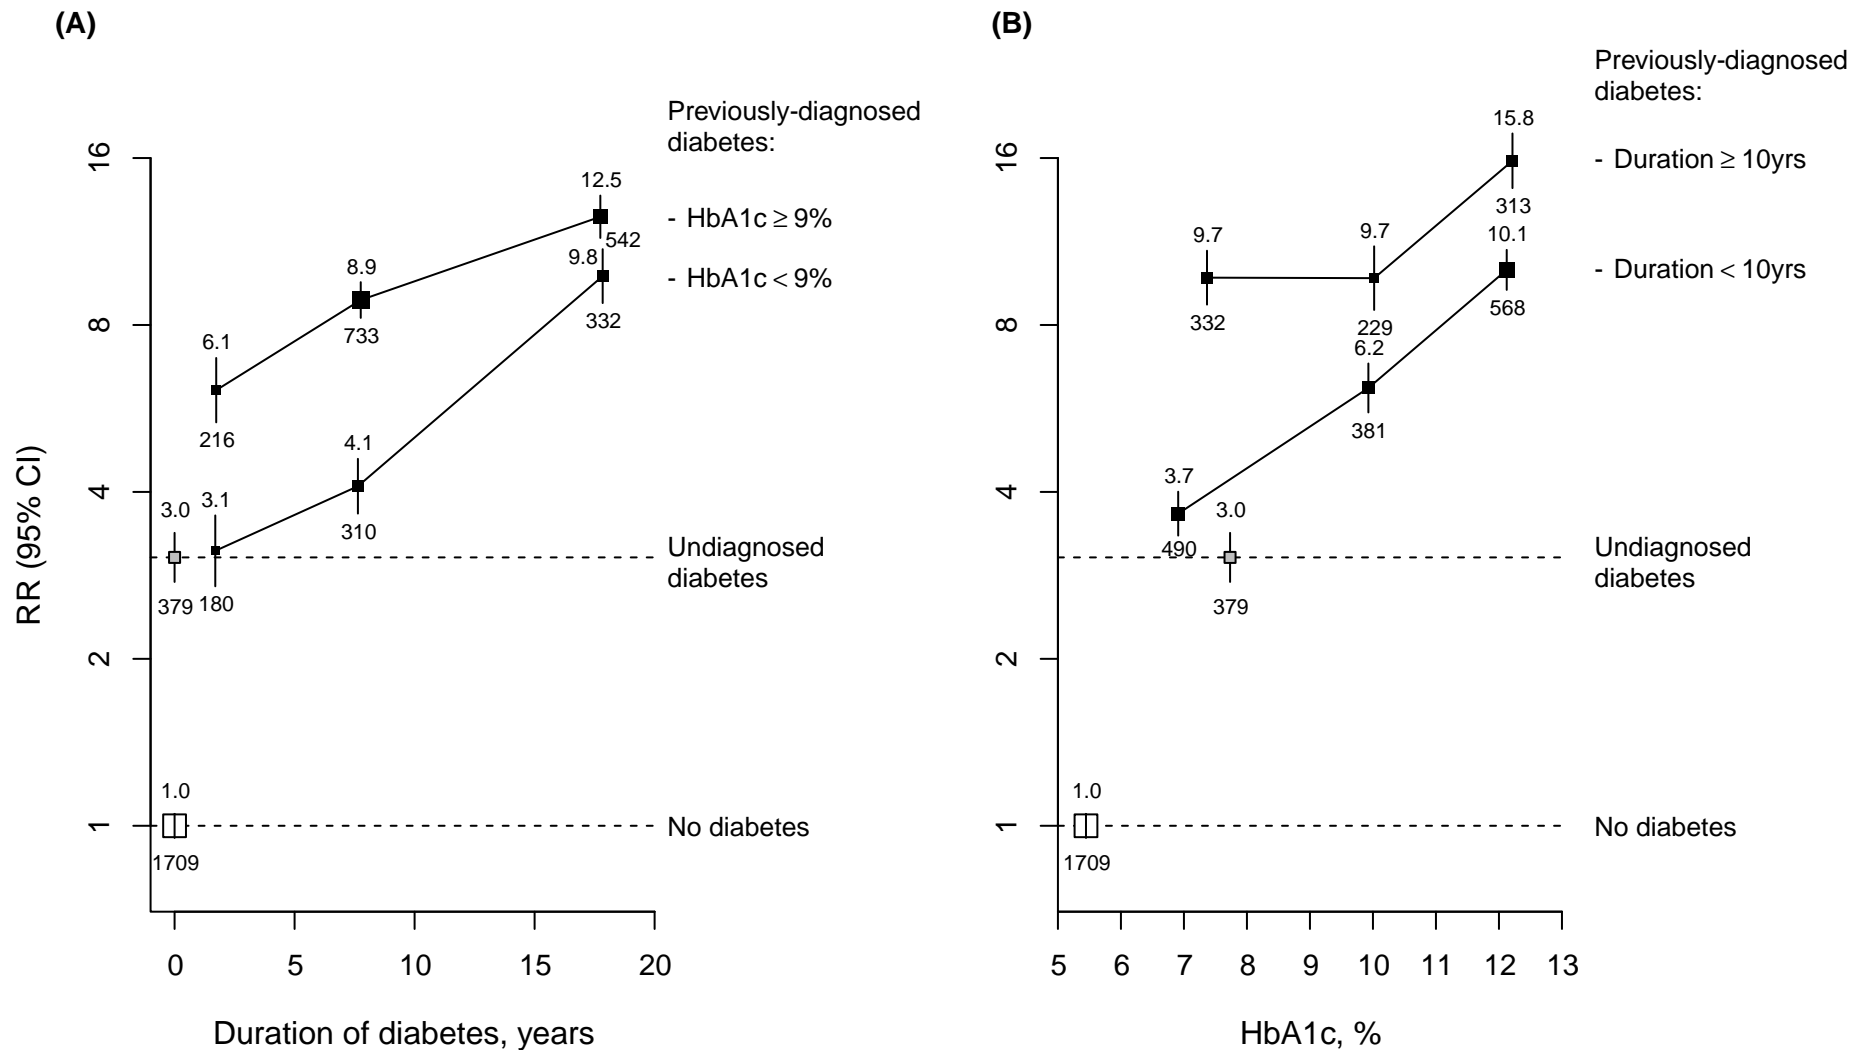 (A)
RR (95% CI)
16
8
4
2
1
6.1
216
8.9
733
12.5
542
3.1
180
4.1
310
9.8
332
3.0
379
1.0
1709
Previously-diagnosed
diabetes:
- HbA1c ≥ 9%
- HbA1c < 9%
Undiagnosed
diabetes
No diabetes
0 5 10 15 20
Duration of diabetes, years
(B)
16
8
4
2
1
9.7
332
9.7
229
15.8
313
3.7
490
6.2
381
10.1
568
3.0
379
1.0
1709
Previously-diagnosed
diabetes:
- Duration ≥ 10yrs
- Duration < 10yrs
Undiagnosed
diabetes
No diabetes
5 6 7 8 9 10 11 12 13
HbA1c, %